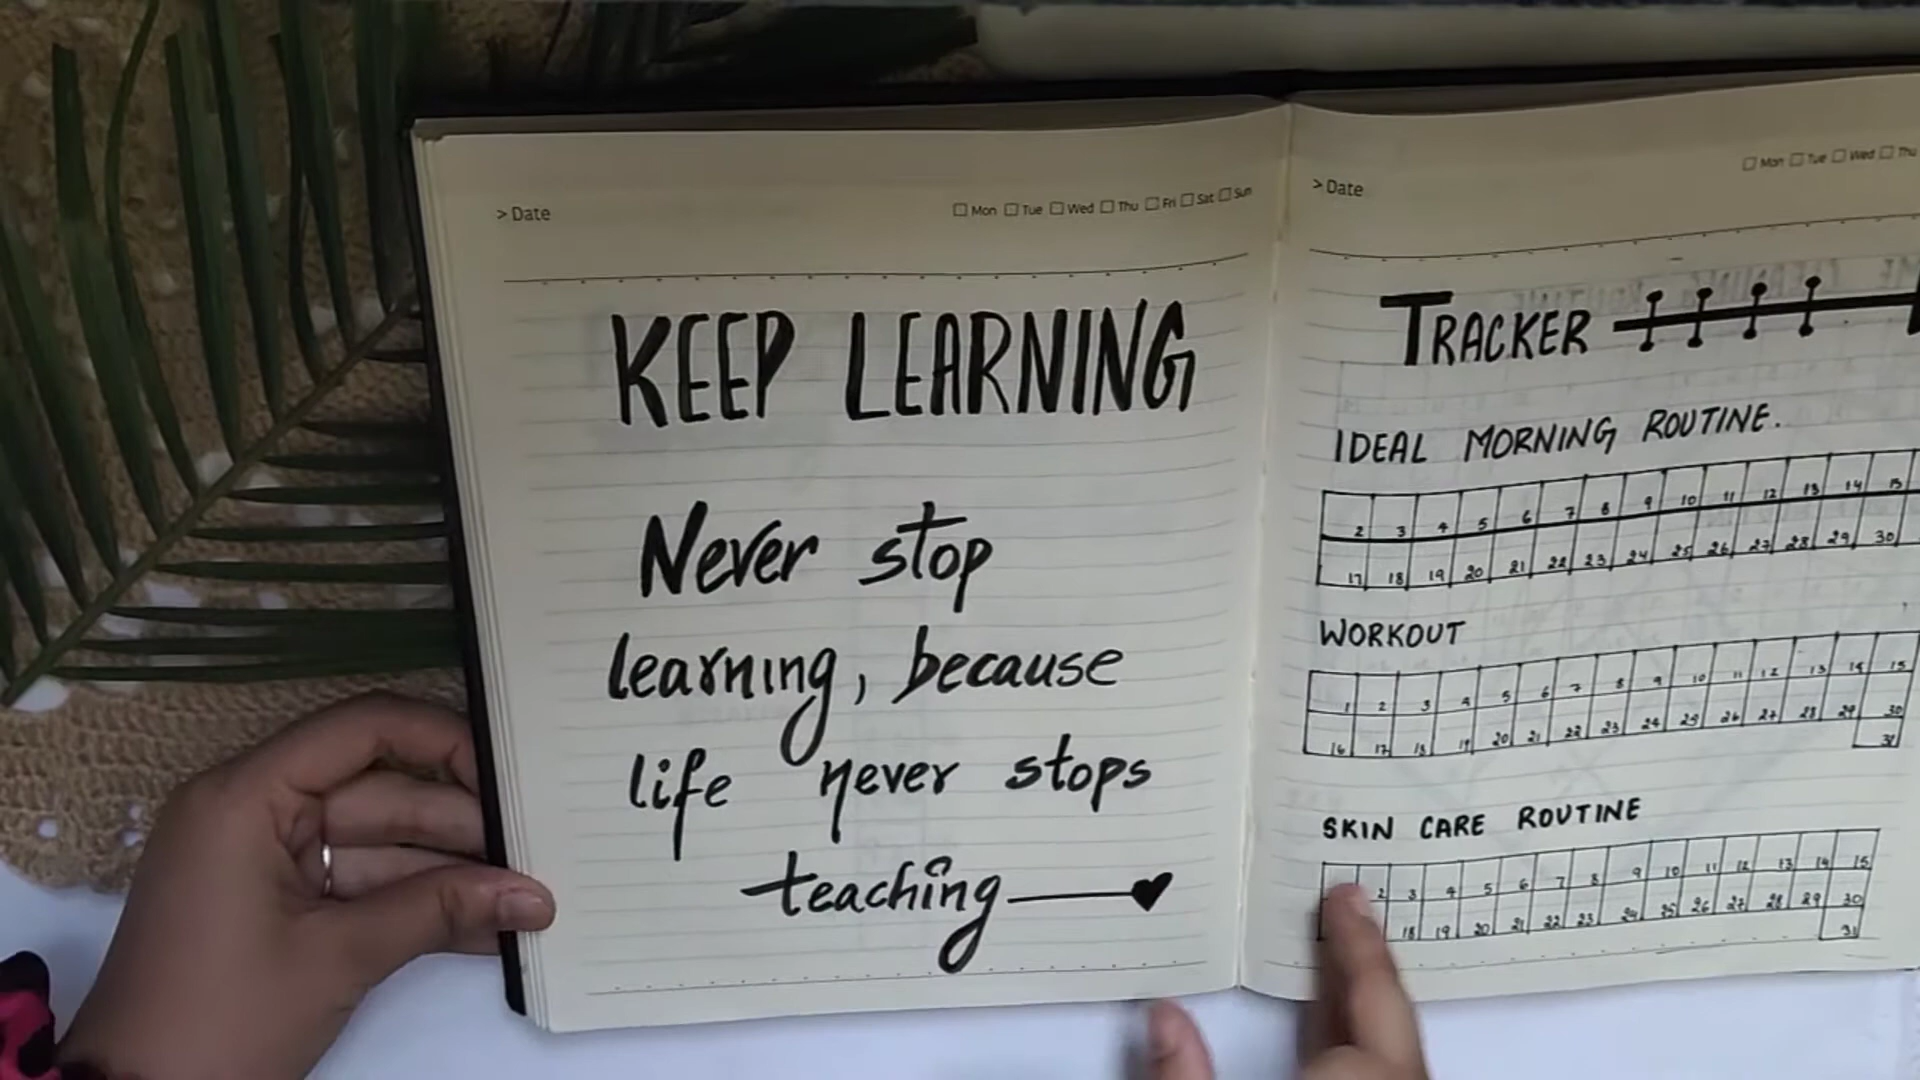 > Date
Mon Tue Wed Thu Fri Sat Sun
KEEP LEARNING
Never stop
learning, because
life never stops
teaching
> Date
Mon Tue Wed Thu
TRACKER
IDEAL MORNING ROUTINE.
2 3 4 5 6 7 8 9 10 11 12 13 14 15
17 18 19 20 21 22 23 24 25 26 27 28 29 30
WORKOUT
1 2 3 4 5 6 7 8 9 10 11 12 13 14 15
16 17 18 19 20 21 22 23 24 25 26 27 28 29 30
31
SKIN CARE ROUTINE
2 3 4 5 6 7 8 9 10 11 12 13 14 15
18 19 20 21 22 23 24 25 26 27 28 29 30
31